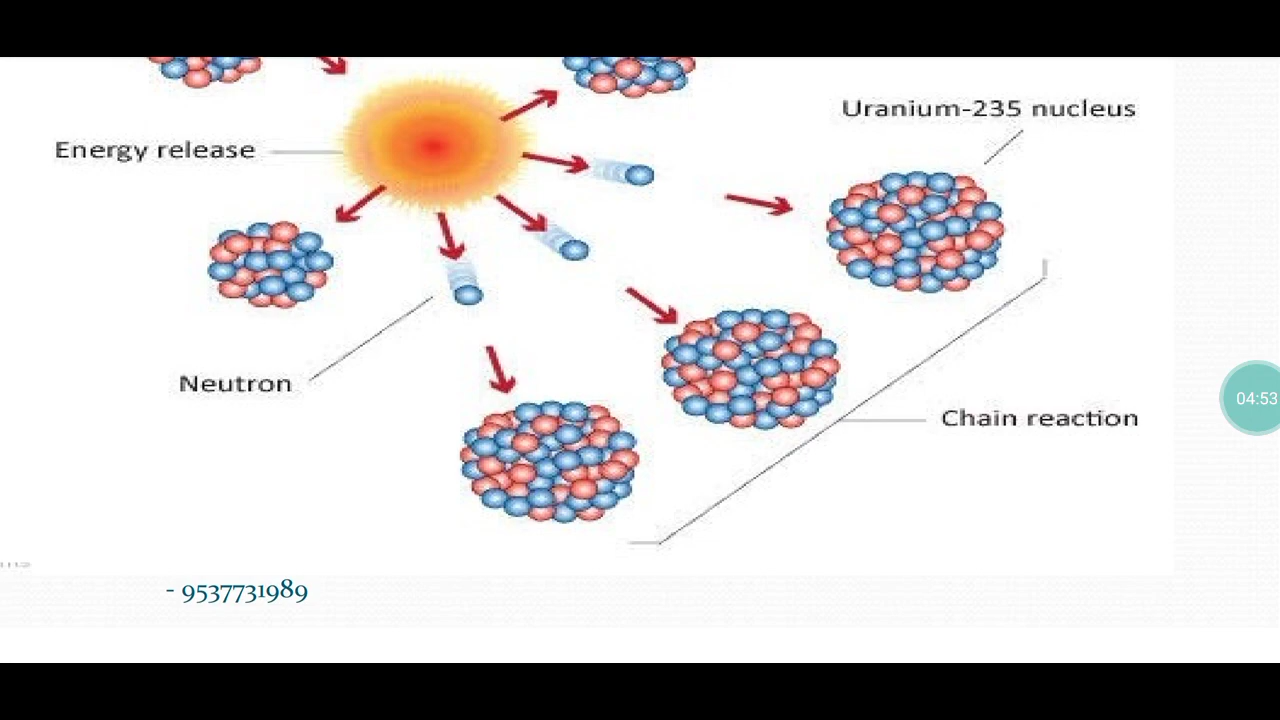 Uranium-235 nucleus
Energy release
Neutron
Chain reaction
- 9537731989
04:53